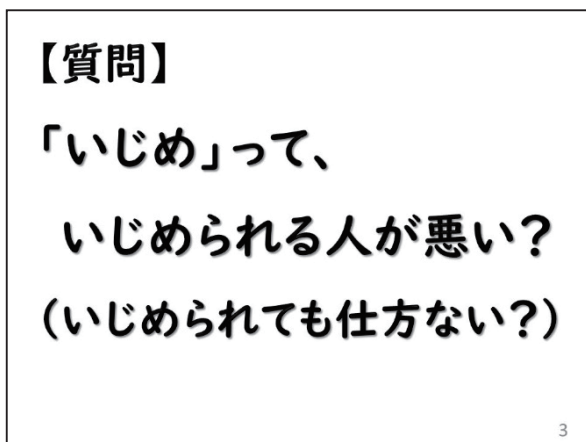 【質問】
「いじめ」って、
いじめられる人が悪い？
（いじめられても仕方ない？）
3